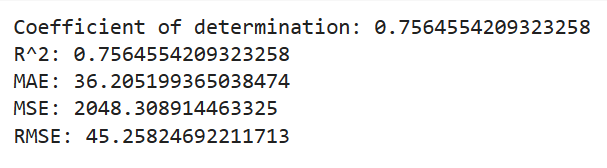 Coefficient of determination: 0.7564554209323258
R^2: 0.7564554209323258
MAE: 36.205199365038474
MSE: 2048.308914463325
RMSE: 45.25824692211713